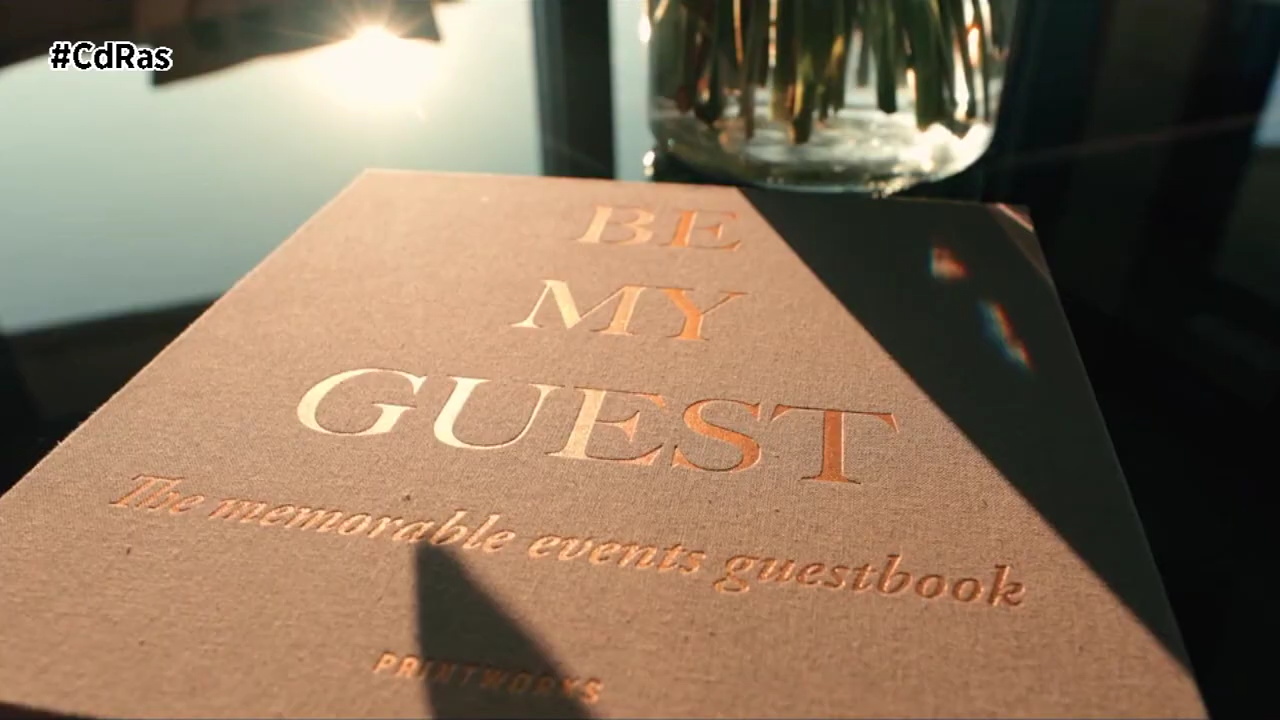 #CdRas
BE
MY
GUEST
The memorable events guestbook
PRINTWORKS